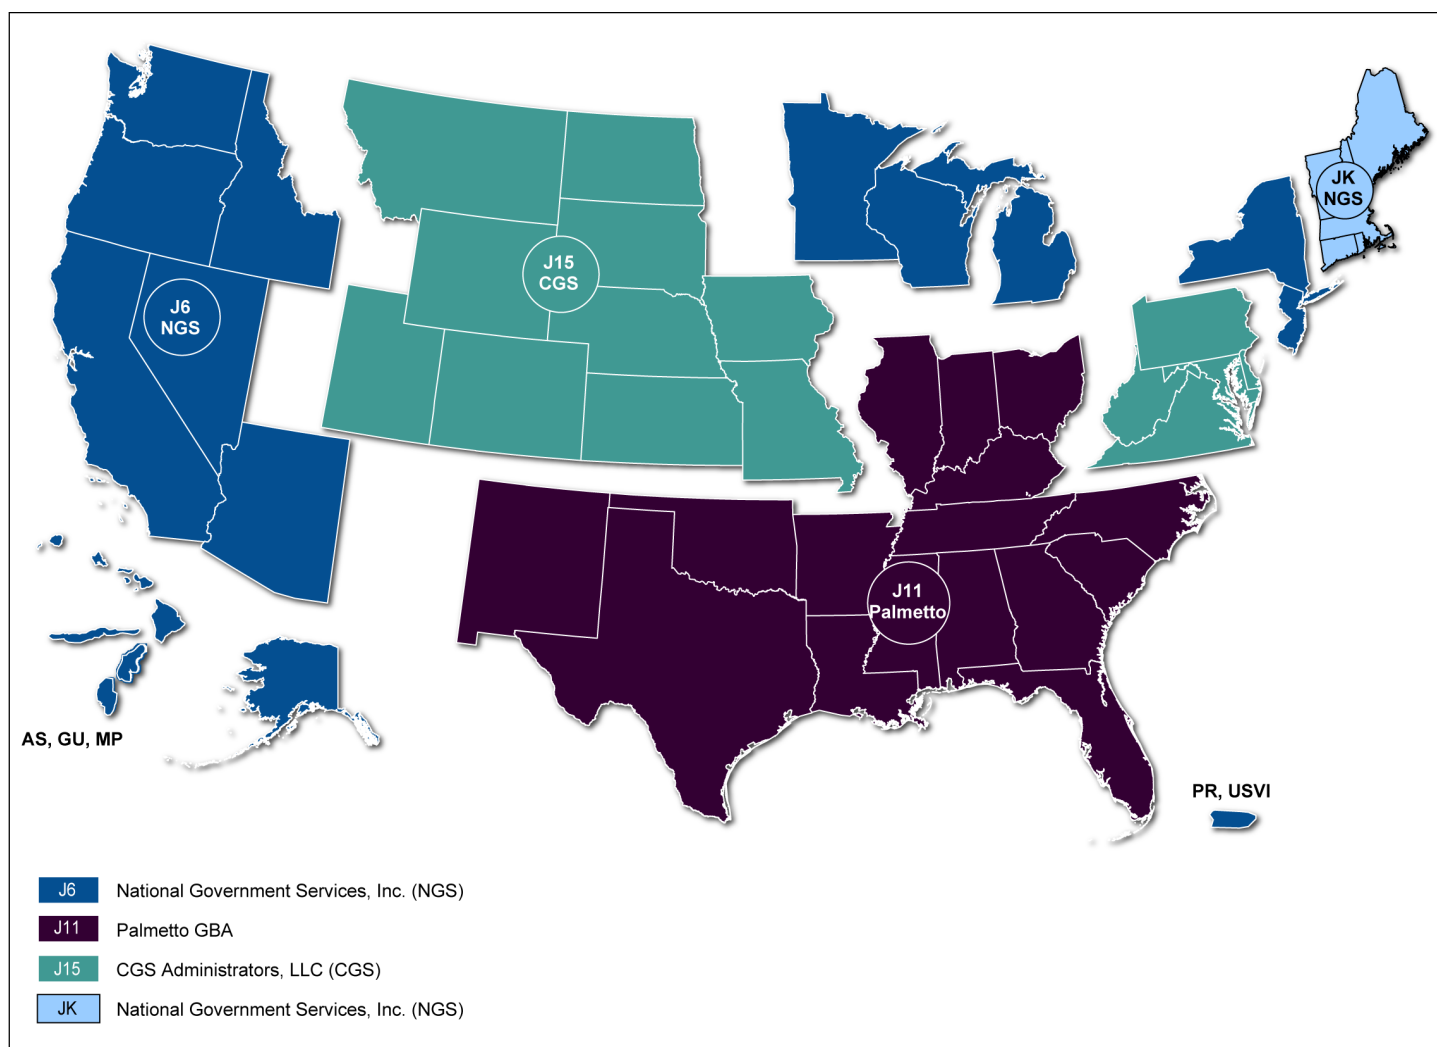 JK
NGS
J15
CGS
J6
NGS
J11
Palmetto
AS, GU, MP
PR, USVI
J6 National Government Services, Inc. (NGS)
J11 Palmetto GBA
J15 CGS Administrators, LLC (CGS)
JK National Government Services, Inc. (NGS)